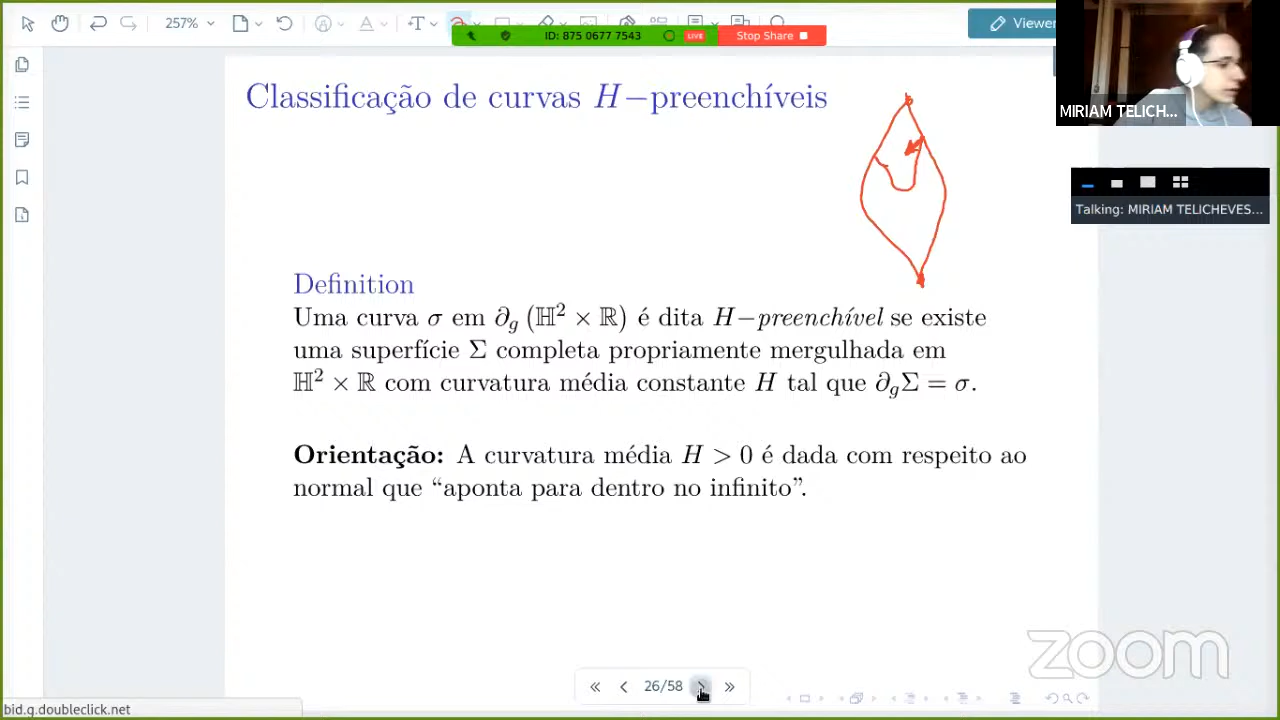 257%
Viewer
ID: 875 0677 7543
LIVE
Stop Share
MIRIAM TELICH...
Talking: MIRIAM TELICHEVES...
Classificação de curvas H−preenchíveis
Definition
Uma curva σ em ∂g (ℍ² × ℝ) é dita H−preenchível se existe
uma superfície Σ completa propriamente mergulhada em
ℍ² × ℝ com curvatura média constante H tal que ∂gΣ = σ.
Orientação: A curvatura média H > 0 é dada com respeito ao
normal que “aponta para dentro no infinito”.
zoom
26/58
bid.g.doubleclick.net